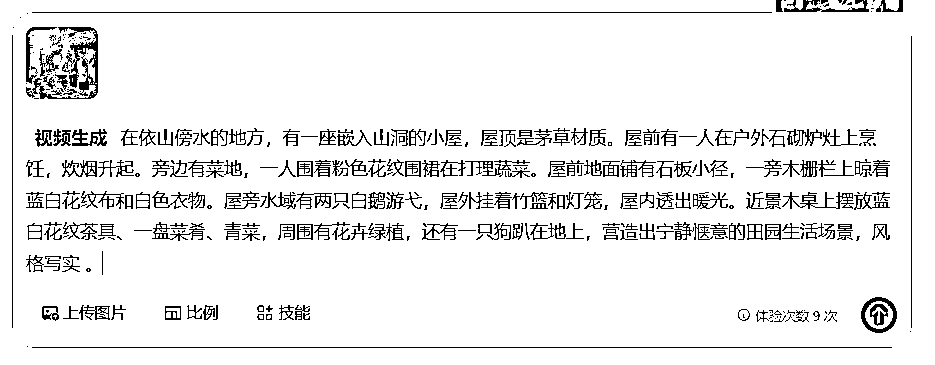 视频生成 在依山傍水的地方，有一座嵌入山洞的小屋，屋顶是茅草材质。屋前有一人在户外石砌炉灶上烹
饪，炊烟升起。旁边有菜地，一人围着粉色花纹围裙在打理蔬菜。屋前地面铺有石板小径，一旁木栅栏上晾着
蓝白花纹布和白色衣物。屋旁水域有两只白鹅游弋，屋外挂着竹篮和灯笼，屋内透出暖光。近景木桌上摆放蓝
白花纹茶具、一盘菜肴、青菜，周围有花卉绿植，还有一只狗趴在地上，营造出宁静惬意的田园生活场景，风
格写实 。
上传图片 比例 技能 体验次数 9 次